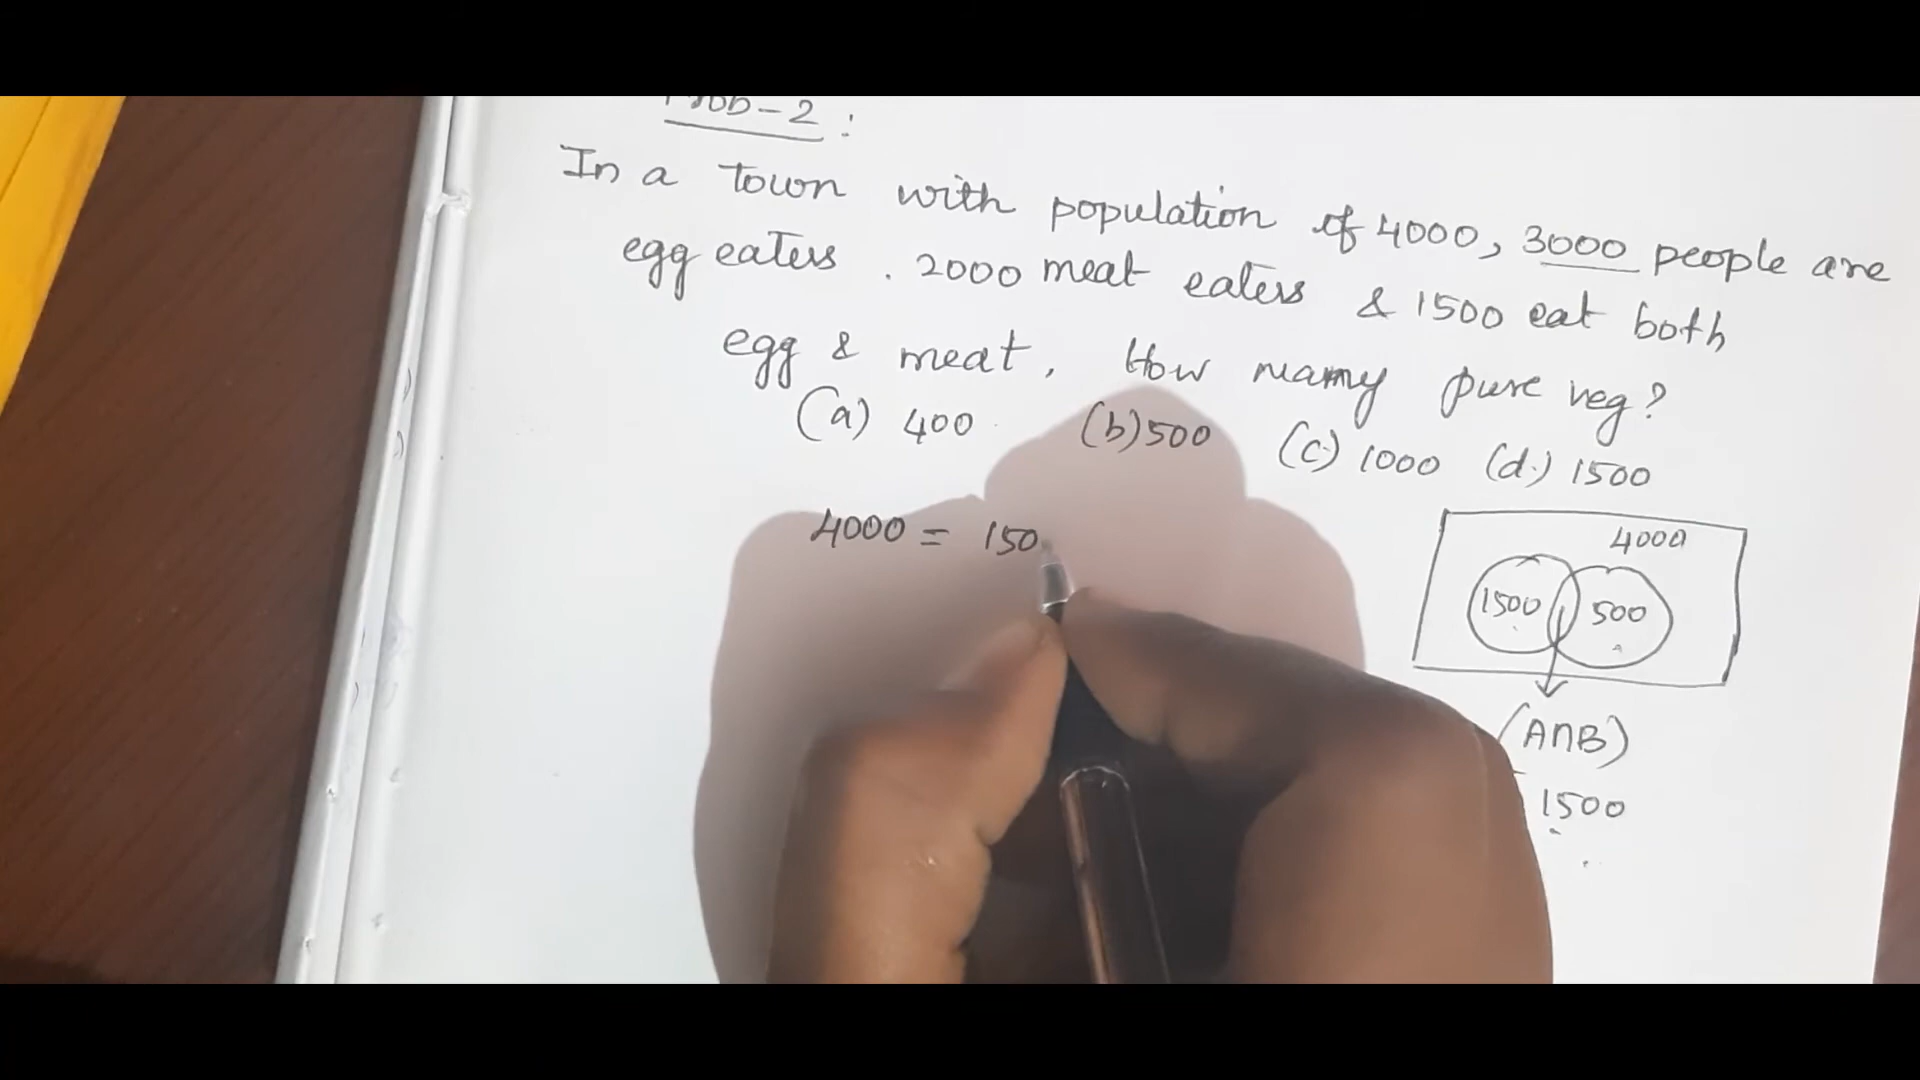 In a town with population of 4000, 3000 people are
egg eaters . 2000 meat eaters & 1500 eat both
egg & meat. How many pure veg?
(a) 400 (b) 500 (c) 1000 (d.) 1500
4000 = 150
4000
1500 500
(A∩B)
1500